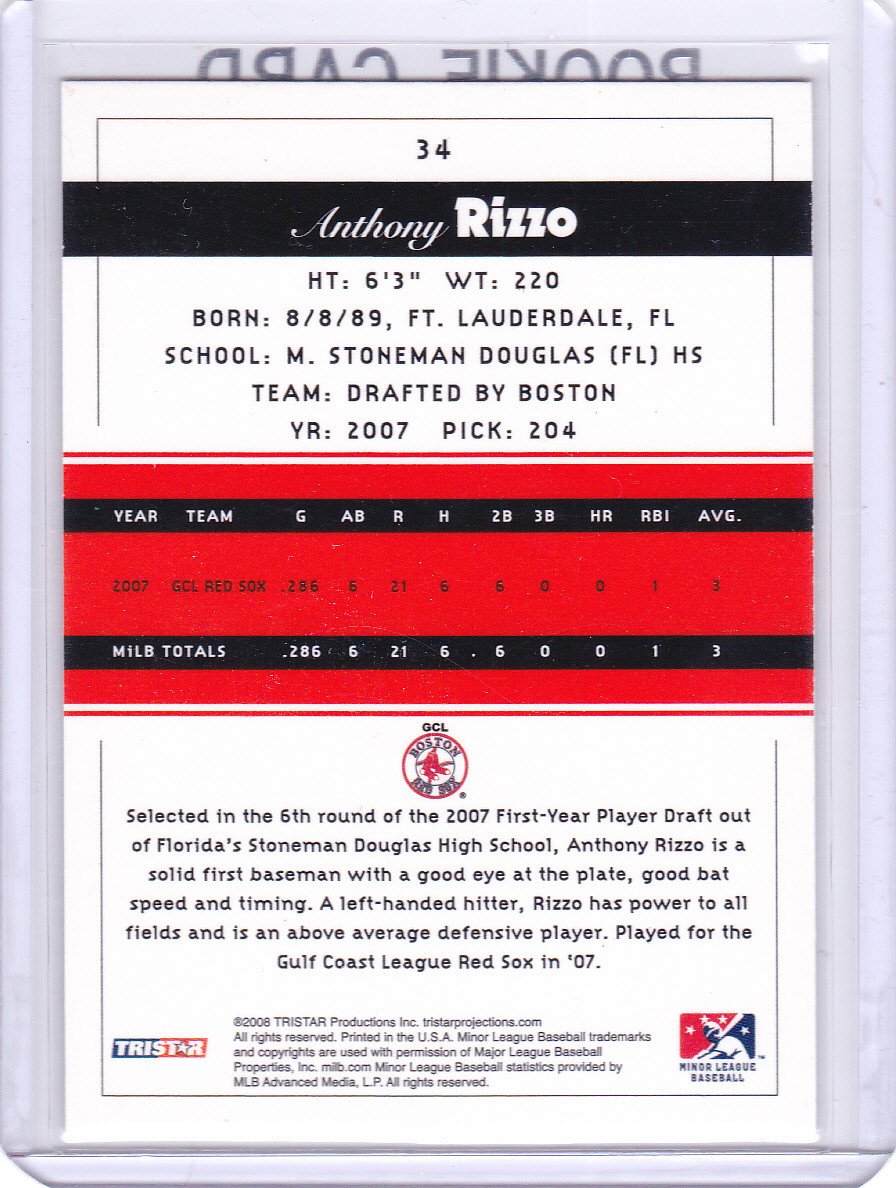 ROOKIE CARD
34
Anthony Rizzo
HT: 6'3" WT: 220
BORN: 8/8/89, FT. LAUDERDALE, FL
SCHOOL: M. STONEMAN DOUGLAS (FL) HS
TEAM: DRAFTED BY BOSTON
YR: 2007 PICK: 204
YEAR TEAM G AB R H 2B 3B HR RBI AVG.
2007 GCL RED SOX .286 6 21 6 6 0 0 1 3
MiLB TOTALS .286 6 21 6 . 6 0 0 1 3
GCL
BOSTON
RED SOX
®
Selected in the 6th round of the 2007 First-Year Player Draft out
of Florida's Stoneman Douglas High School, Anthony Rizzo is a
solid first baseman with a good eye at the plate, good bat
speed and timing. A left-handed hitter, Rizzo has power to all
fields and is an above average defensive player. Played for the
Gulf Coast League Red Sox in '07.
TRISTAR
©2008 TRISTAR Productions Inc. tristarprojections.com
All rights reserved. Printed in the U.S.A. Minor League Baseball trademarks
and copyrights are used with permission of Major League Baseball
Properties, Inc. milb.com Minor League Baseball statistics provided by
MLB Advanced Media, L.P. All rights reserved.
MINOR LEAGUE
BASEBALL
™